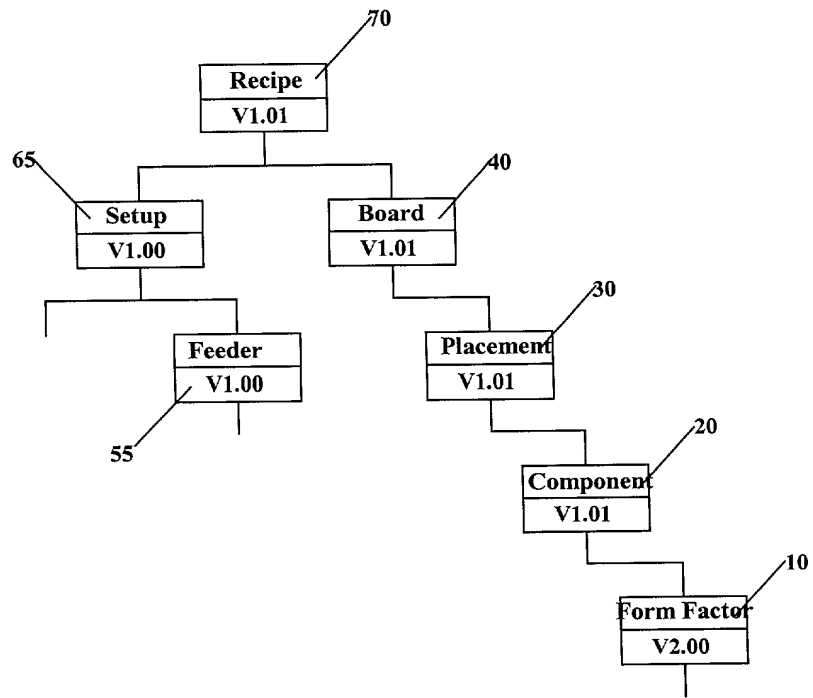 70
Recipe
V1.01
65
40
Setup
V1.00
Board
V1.01
30
Feeder
V1.00
Placement
V1.01
55
20
Component
V1.01
10
Form Factor
V2.00